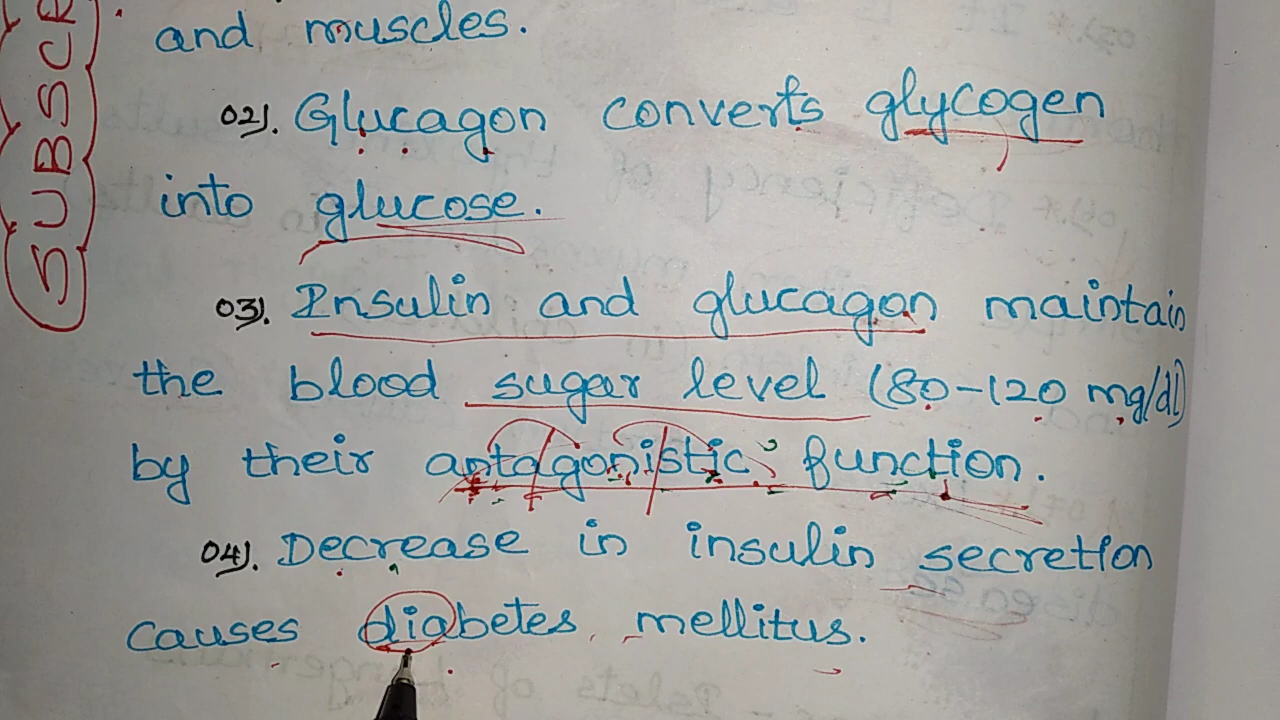 SUBSCR
and muscles.
02). Glucagon converts glycogen
into glucose.
03). Insulin and glucagon maintain
the blood sugar level (80-120 mg/dl)
by their antagonistic function.
04). Decrease in insulin secretion
causes diabetes mellitus.